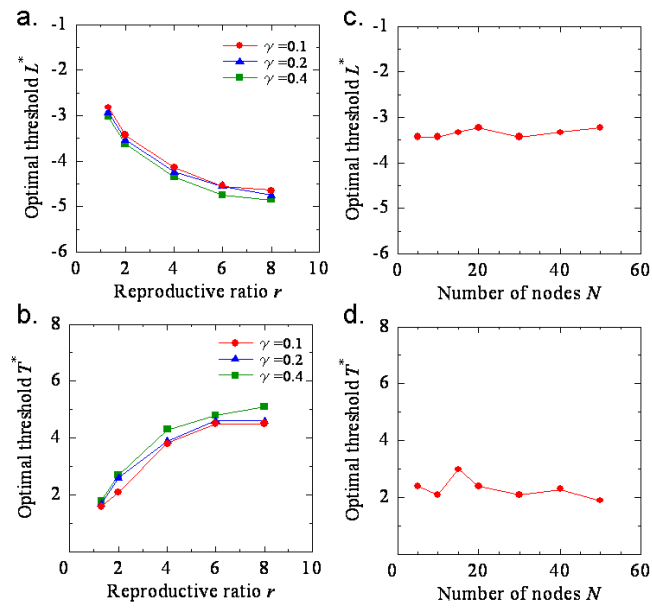 a.
-1
-2
-3
-4
-5
-6
Optimal threshold L*
γ=0.1
γ=0.2
γ=0.4
0 2 4 6 8 10
Reproductive ratio r
c.
-1
-2
-3
-4
-5
-6
Optimal threshold L*
0 20 40 60
Number of nodes N
b.
8
6
4
2
Optimal threshold T*
γ=0.1
γ=0.2
γ=0.4
0 2 4 6 8 10
Reproductive ratio r
d.
8
6
4
2
Optimal threshold T*
0 20 40 60
Number of nodes N